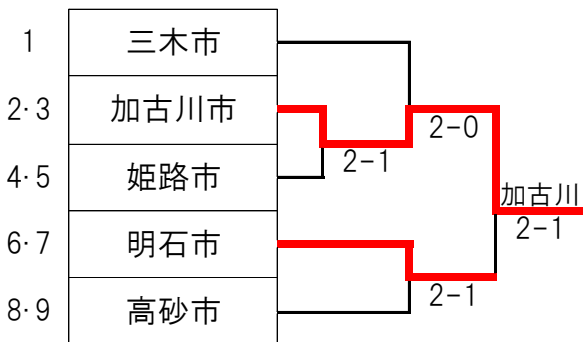 1 三木市
2·3 加古川市
4·5 姫路市
6·7 明石市
8·9 高砂市
2-1
2-0
2-1
加古川
2-1